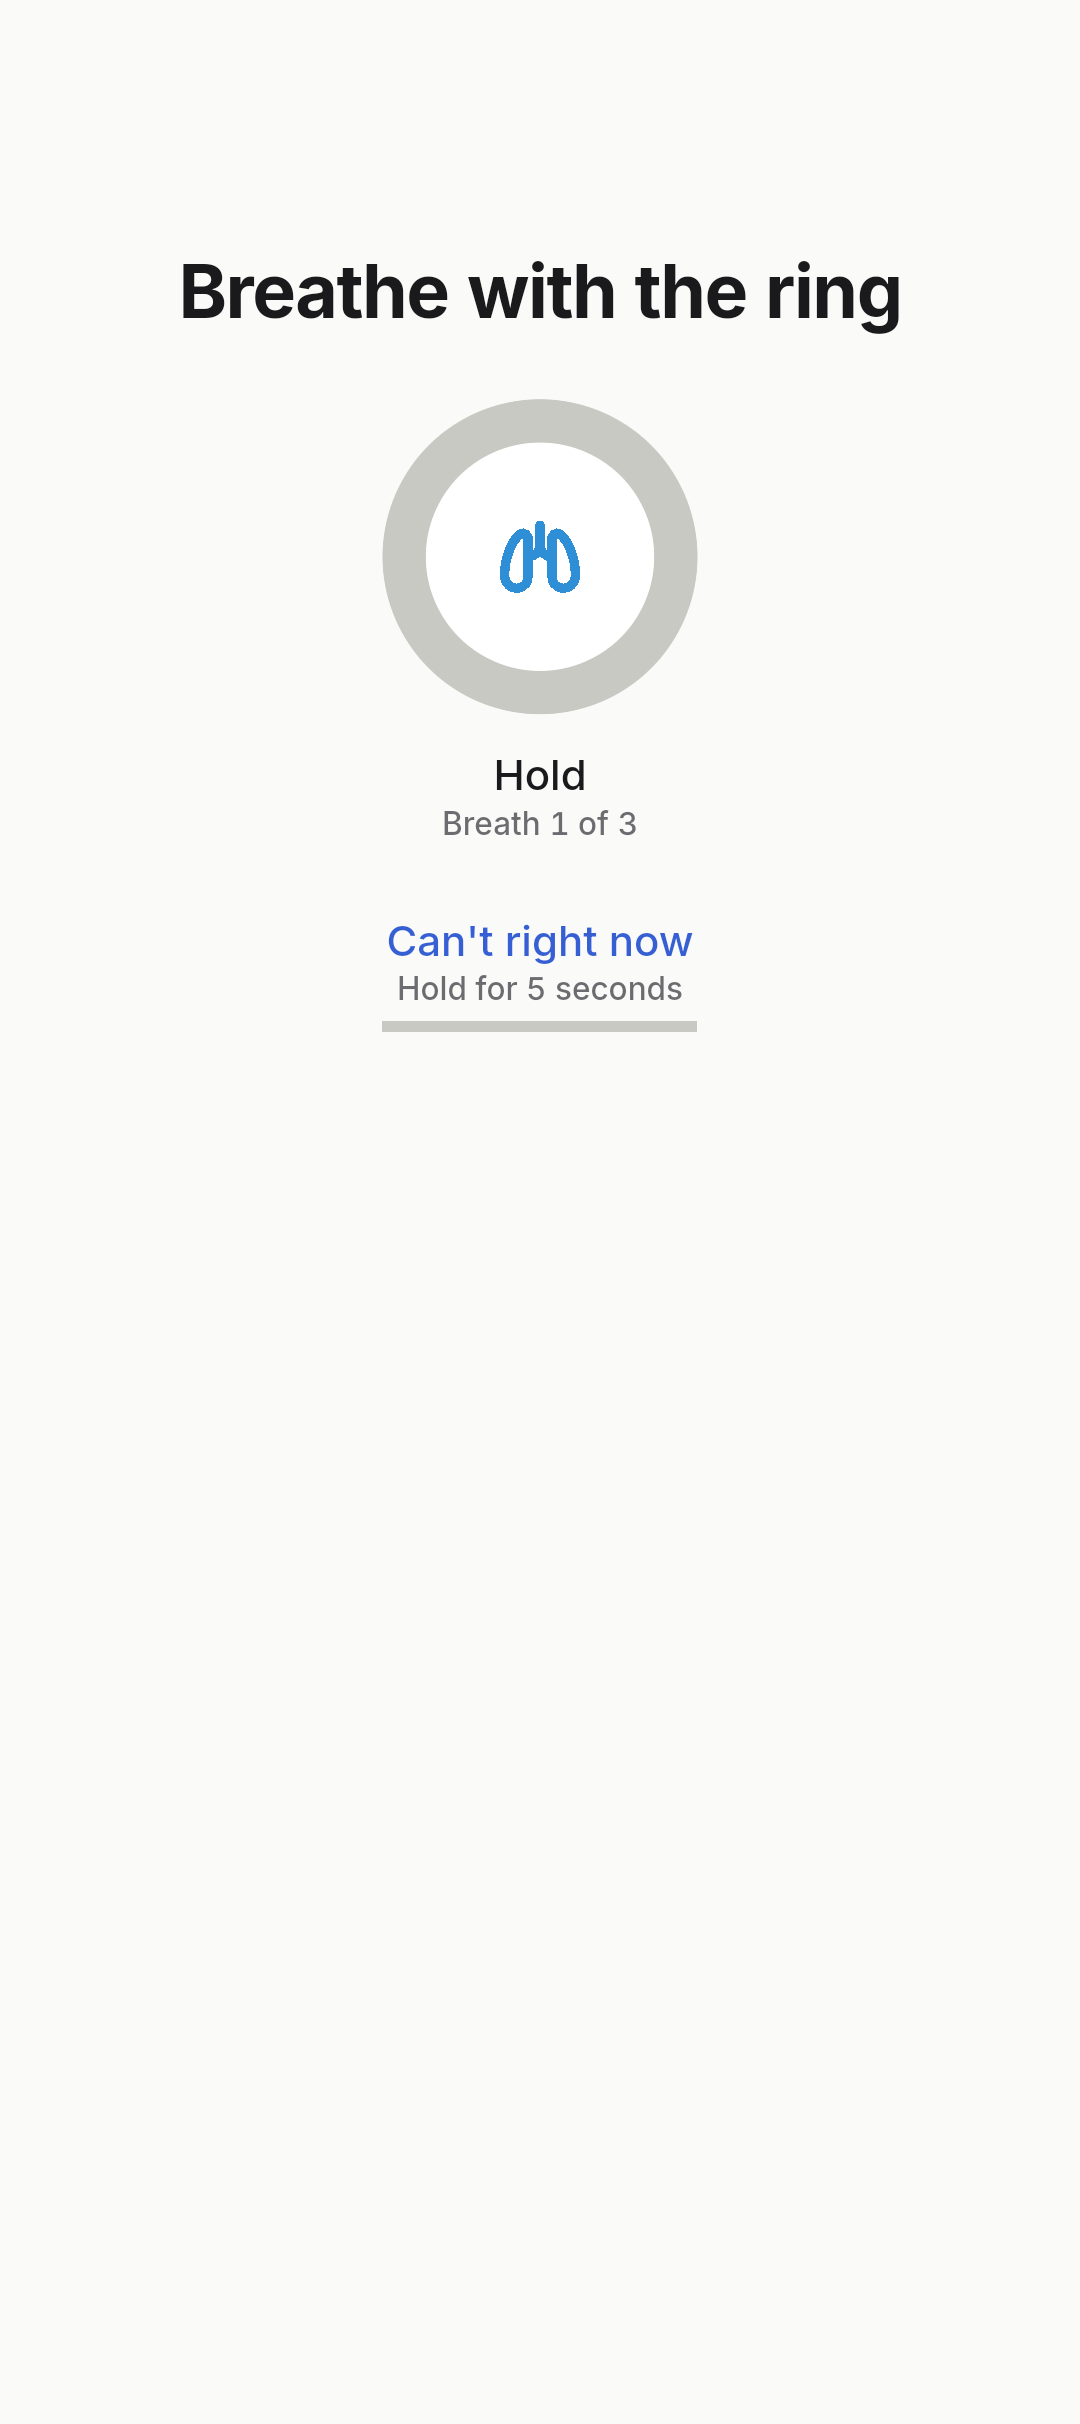 Breathe with the ring
Hold
Breath 1 of 3
Can't right now
Hold for 5 seconds